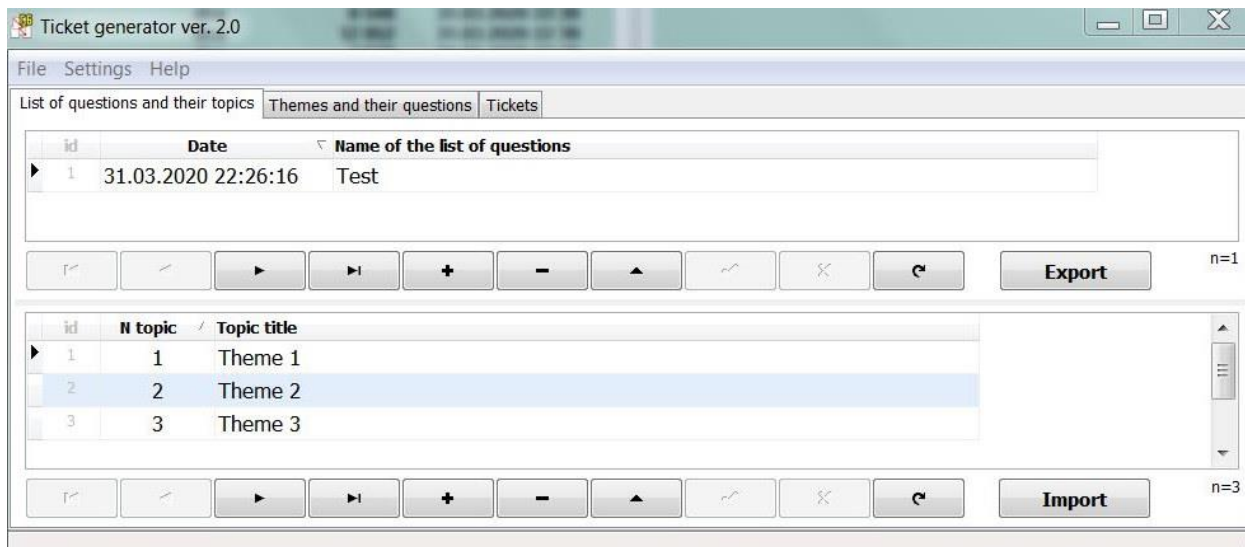 Ticket generator ver. 2.0
File Settings Help
List of questions and their topics Themes and their questions Tickets
id Date Name of the list of questions
1 31.03.2020 22:26:16 Test
Export n=1
id N topic Topic title
1 1 Theme 1
2 2 Theme 2
3 3 Theme 3
Import n=3